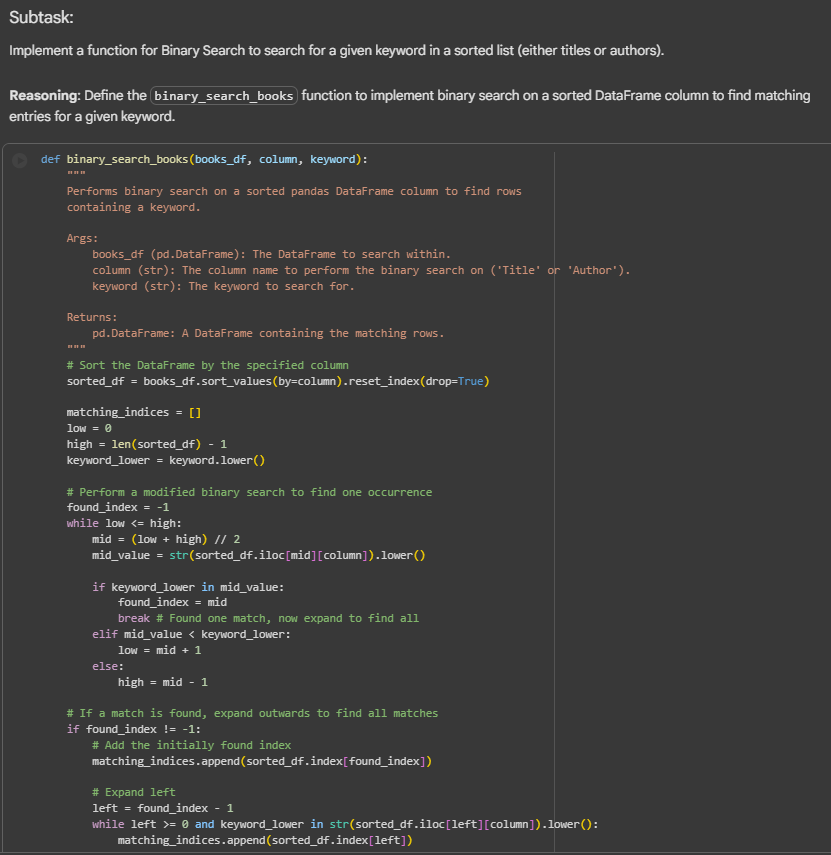 Subtask:
Implement a function for Binary Search to search for a given keyword in a sorted list (either titles or authors).
Reasoning: Define the binary_search_books function to implement binary search on a sorted DataFrame column to find matching
entries for a given keyword.
def binary_search_books(books_df, column, keyword):
    """
    Performs binary search on a sorted pandas DataFrame column to find rows
    containing a keyword.

    Args:
        books_df (pd.DataFrame): The DataFrame to search within.
        column (str): The column name to perform the binary search on ('Title' or 'Author').
        keyword (str): The keyword to search for.

    Returns:
        pd.DataFrame: A DataFrame containing the matching rows.
    """
    # Sort the DataFrame by the specified column
    sorted_df = books_df.sort_values(by=column).reset_index(drop=True)

    matching_indices = []
    low = 0
    high = len(sorted_df) - 1
    keyword_lower = keyword.lower()

    # Perform a modified binary search to find one occurrence
    found_index = -1
    while low <= high:
        mid = (low + high) // 2
        mid_value = str(sorted_df.iloc[mid][column]).lower()

        if keyword_lower in mid_value:
            found_index = mid
            break # Found one match, now expand to find all
        elif mid_value < keyword_lower:
            low = mid + 1
        else:
            high = mid - 1

    # If a match is found, expand outwards to find all matches
    if found_index != -1:
        # Add the initially found index
        matching_indices.append(sorted_df.index[found_index])

        # Expand left
        left = found_index - 1
        while left >= 0 and keyword_lower in str(sorted_df.iloc[left][column]).lower():
            matching_indices.append(sorted_df.index[left])